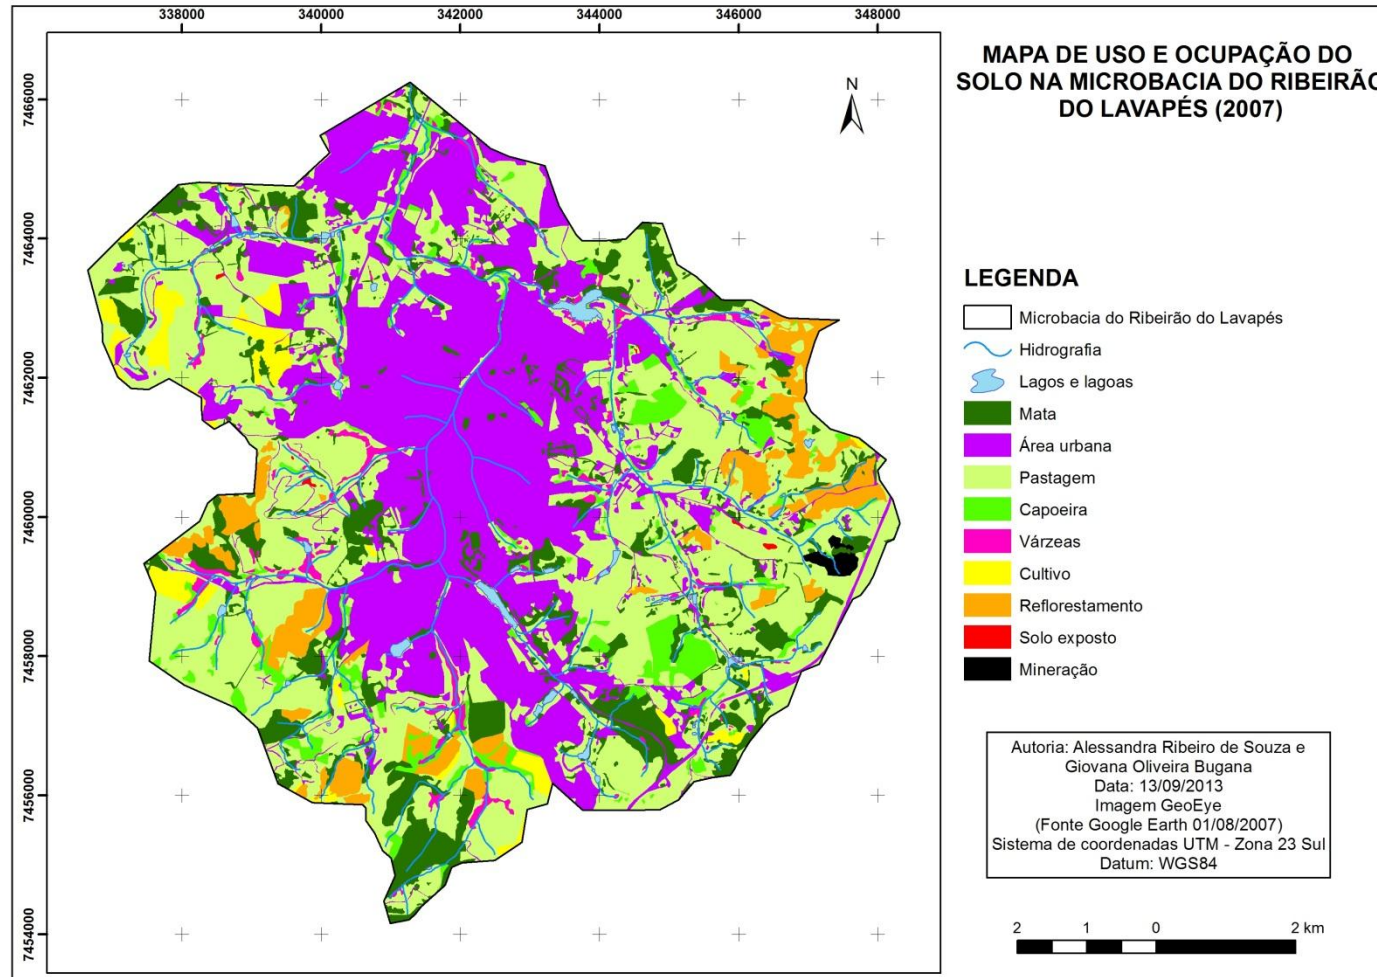 338000 340000 342000 344000 346000 348000
7466000
7464000
7462000
7460000
7458000
7456000
7454000
N
MAPA DE USO E OCUPAÇÃO DO
SOLO NA MICROBACIA DO RIBEIRÃO
DO LAVAPÉS (2007)
LEGENDA
Microbacia do Ribeirão do Lavapés
Hidrografia
Lagos e lagoas
Mata
Área urbana
Pastagem
Capoeira
Várzeas
Cultivo
Reflorestamento
Solo exposto
Mineração
Autoria: Alessandra Ribeiro de Souza e
Giovana Oliveira Bugana
Data: 13/09/2013
Imagem GeoEye
(Fonte Google Earth 01/08/2007)
Sistema de coordenadas UTM - Zona 23 Sul
Datum: WGS84
2 1 0 2 km